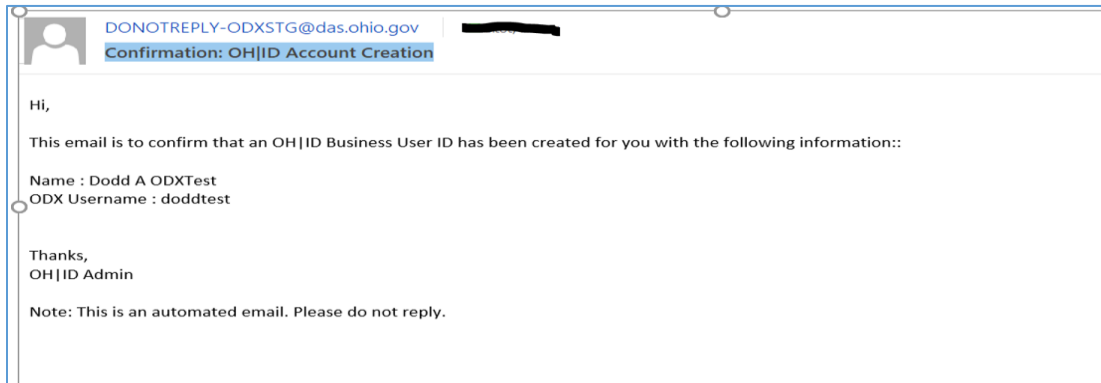 DONOTREPLY-ODXSTG@das.ohio.gov
Confirmation: OH|ID Account Creation
Hi,
This email is to confirm that an OH|ID Business User ID has been created for you with the following information::
Name : Dodd A ODXTest
ODX Username : doddtest
Thanks,
OH|ID Admin
Note: This is an automated email. Please do not reply.